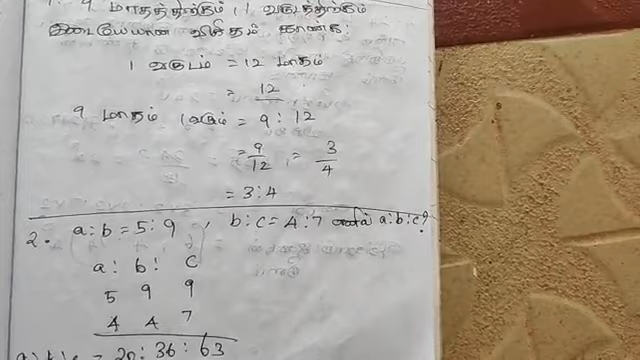 1. 9 மாதத்திற்கும், 1 வருடத்திற்கும்
இடையேயான விகிதம் காண்க:
1 வருடம் = 12 மாதம்
= 12
9 மாதம் 1 வருடம் = 9 : 12
= 9/12 = 3/4
= 3:4
2. a:b = 5:9 , b:c = 4:7 எனில் a:b:c?
a: b: c
5 9 9
4 4 7
a:b:c = 20:36:63